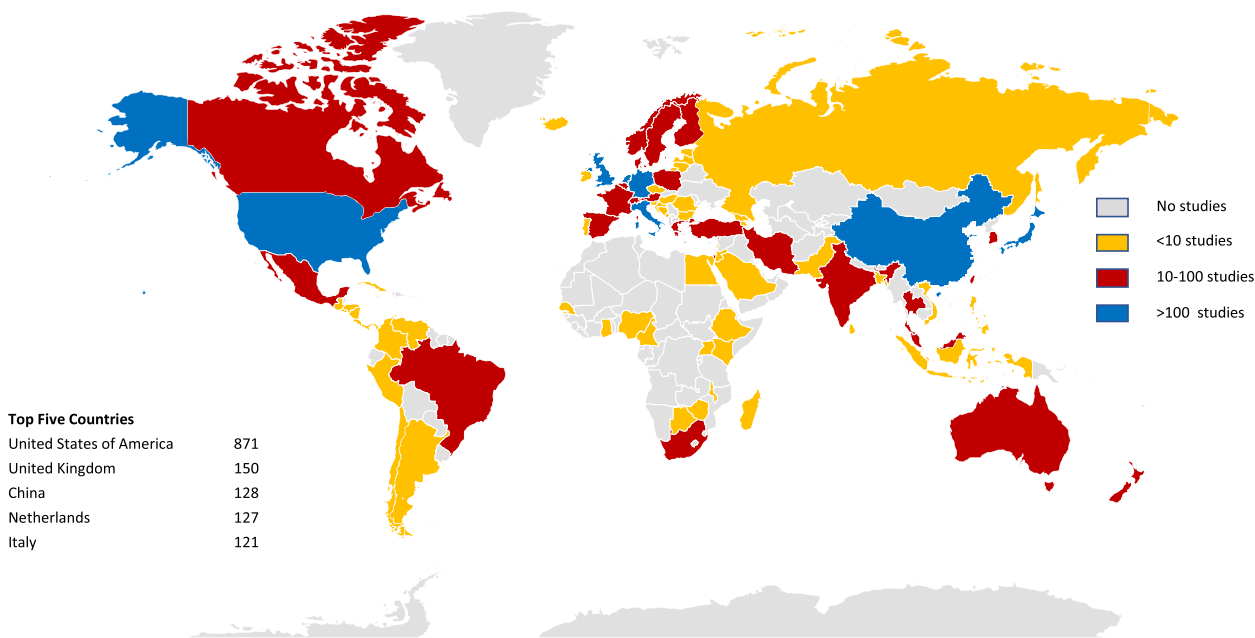 No studies
<10 studies
10-100 studies
>100 studies
Top Five Countries
United States of America 871
United Kingdom 150
China 128
Netherlands 127
Italy 121